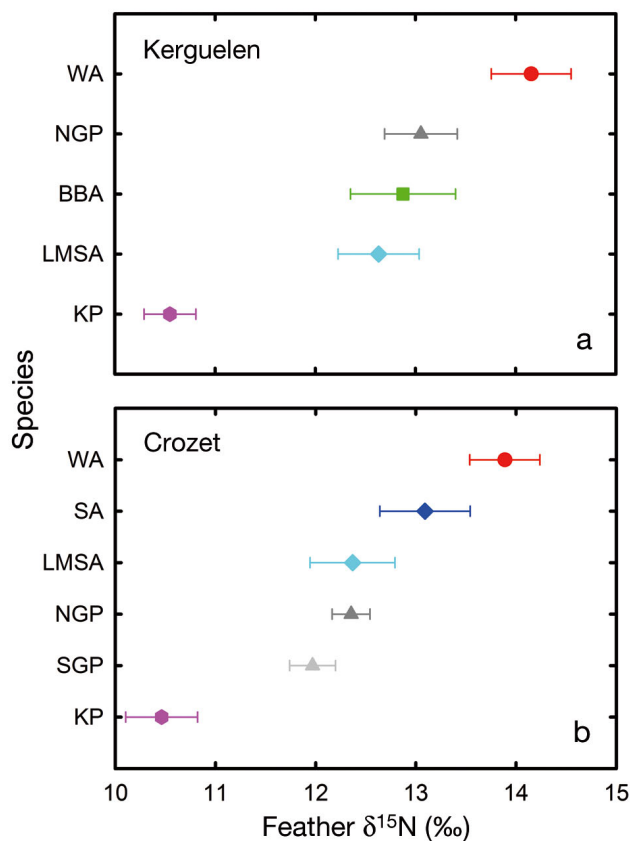 Kerguelen
WA
NGP
BBA
LMSA
KP
a
Species
Crozet
WA
SA
LMSA
NGP
SGP
KP
b
10 11 12 13 14 15
Feather δ¹⁵N (‰)